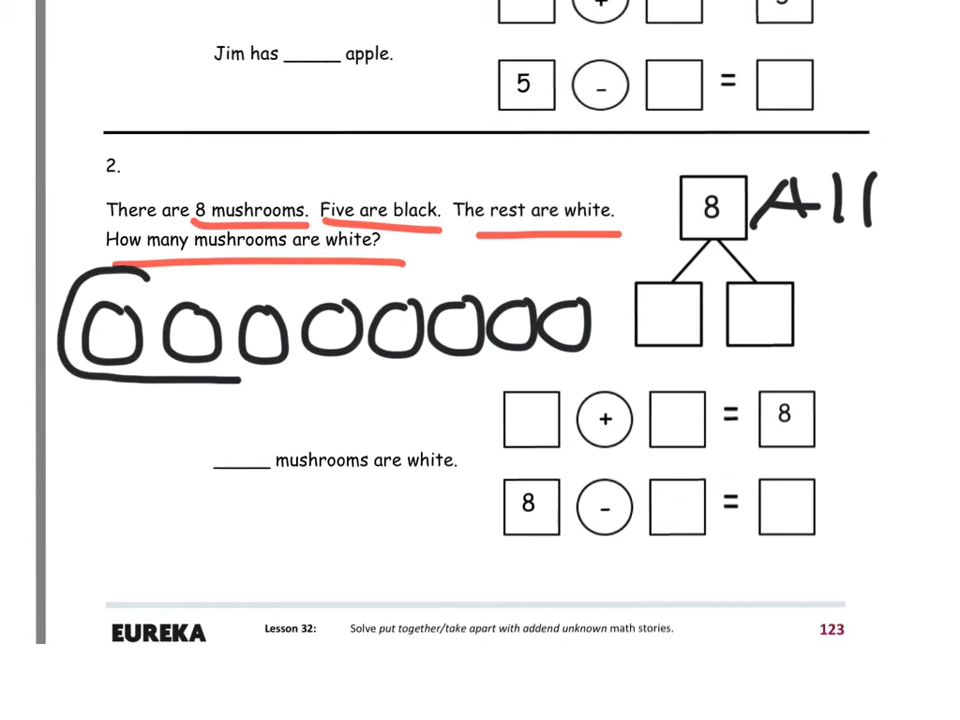 + =
Jim has _____ apple.
5 - =
2.
There are 8 mushrooms. Five are black. The rest are white.
How many mushrooms are white?
8 All
+ = 8
_____ mushrooms are white.
8 - =
EUREKA Lesson 32: Solve put together/take apart with addend unknown math stories. 123